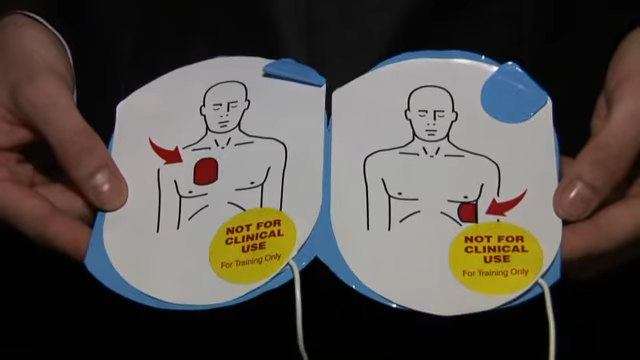 NOT FOR
CLINICAL
USE
For Training Only
NOT FOR
CLINICAL
USE
For Training Only